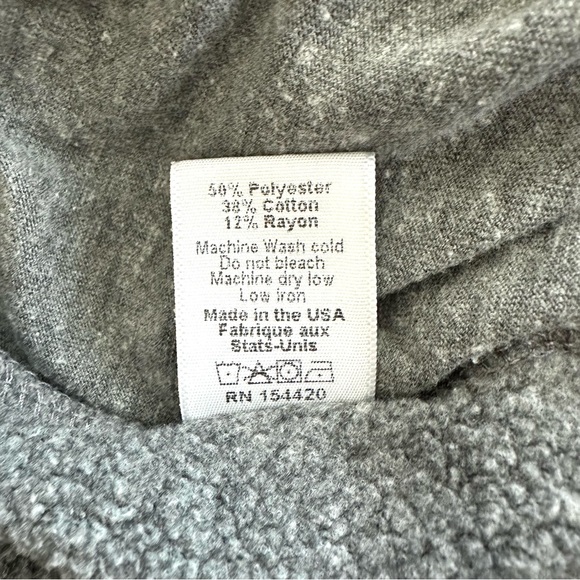 50% Polyester
38% Cotton
12% Rayon
Machine Wash cold
Do not bleach
Machine dry low
Low iron
Made in the USA
Fabrique aux
Stats-Unis
RN 154420